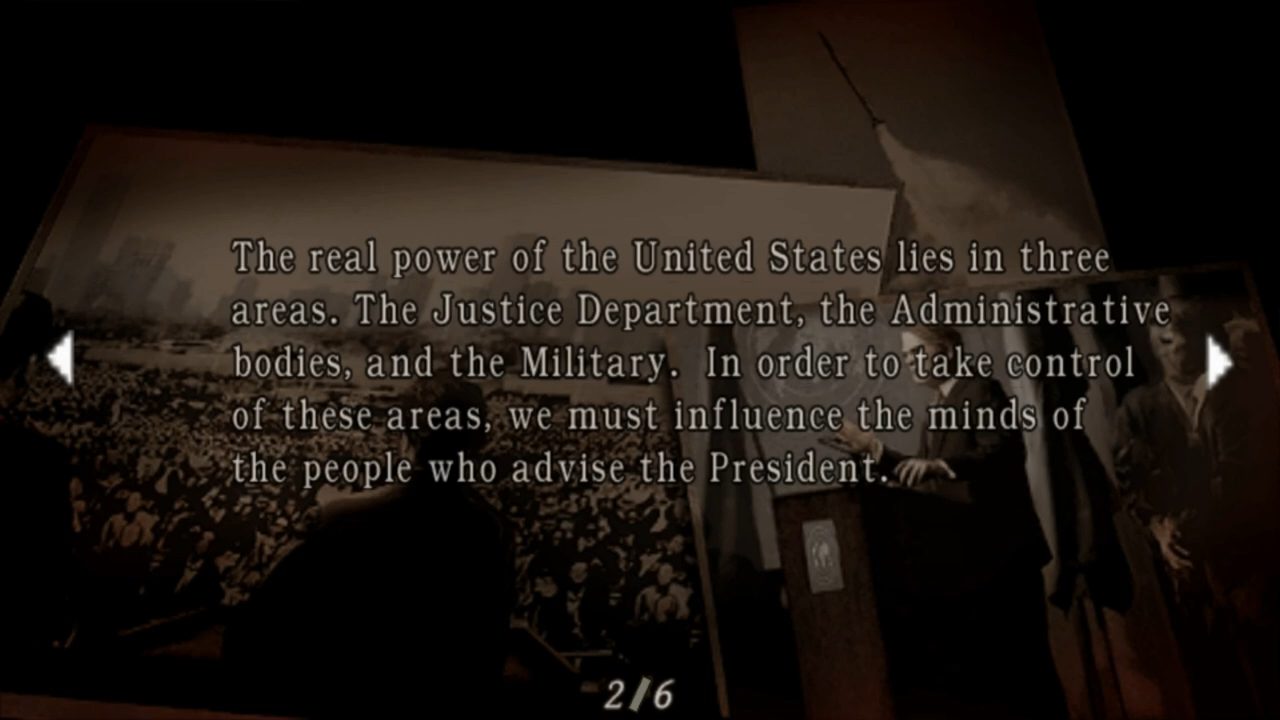 The real power of the United States lies in three
areas. The Justice Department, the Administrative
bodies, and the Military. In order to take control
of these areas, we must influence the minds of
the people who advise the President.
2/6